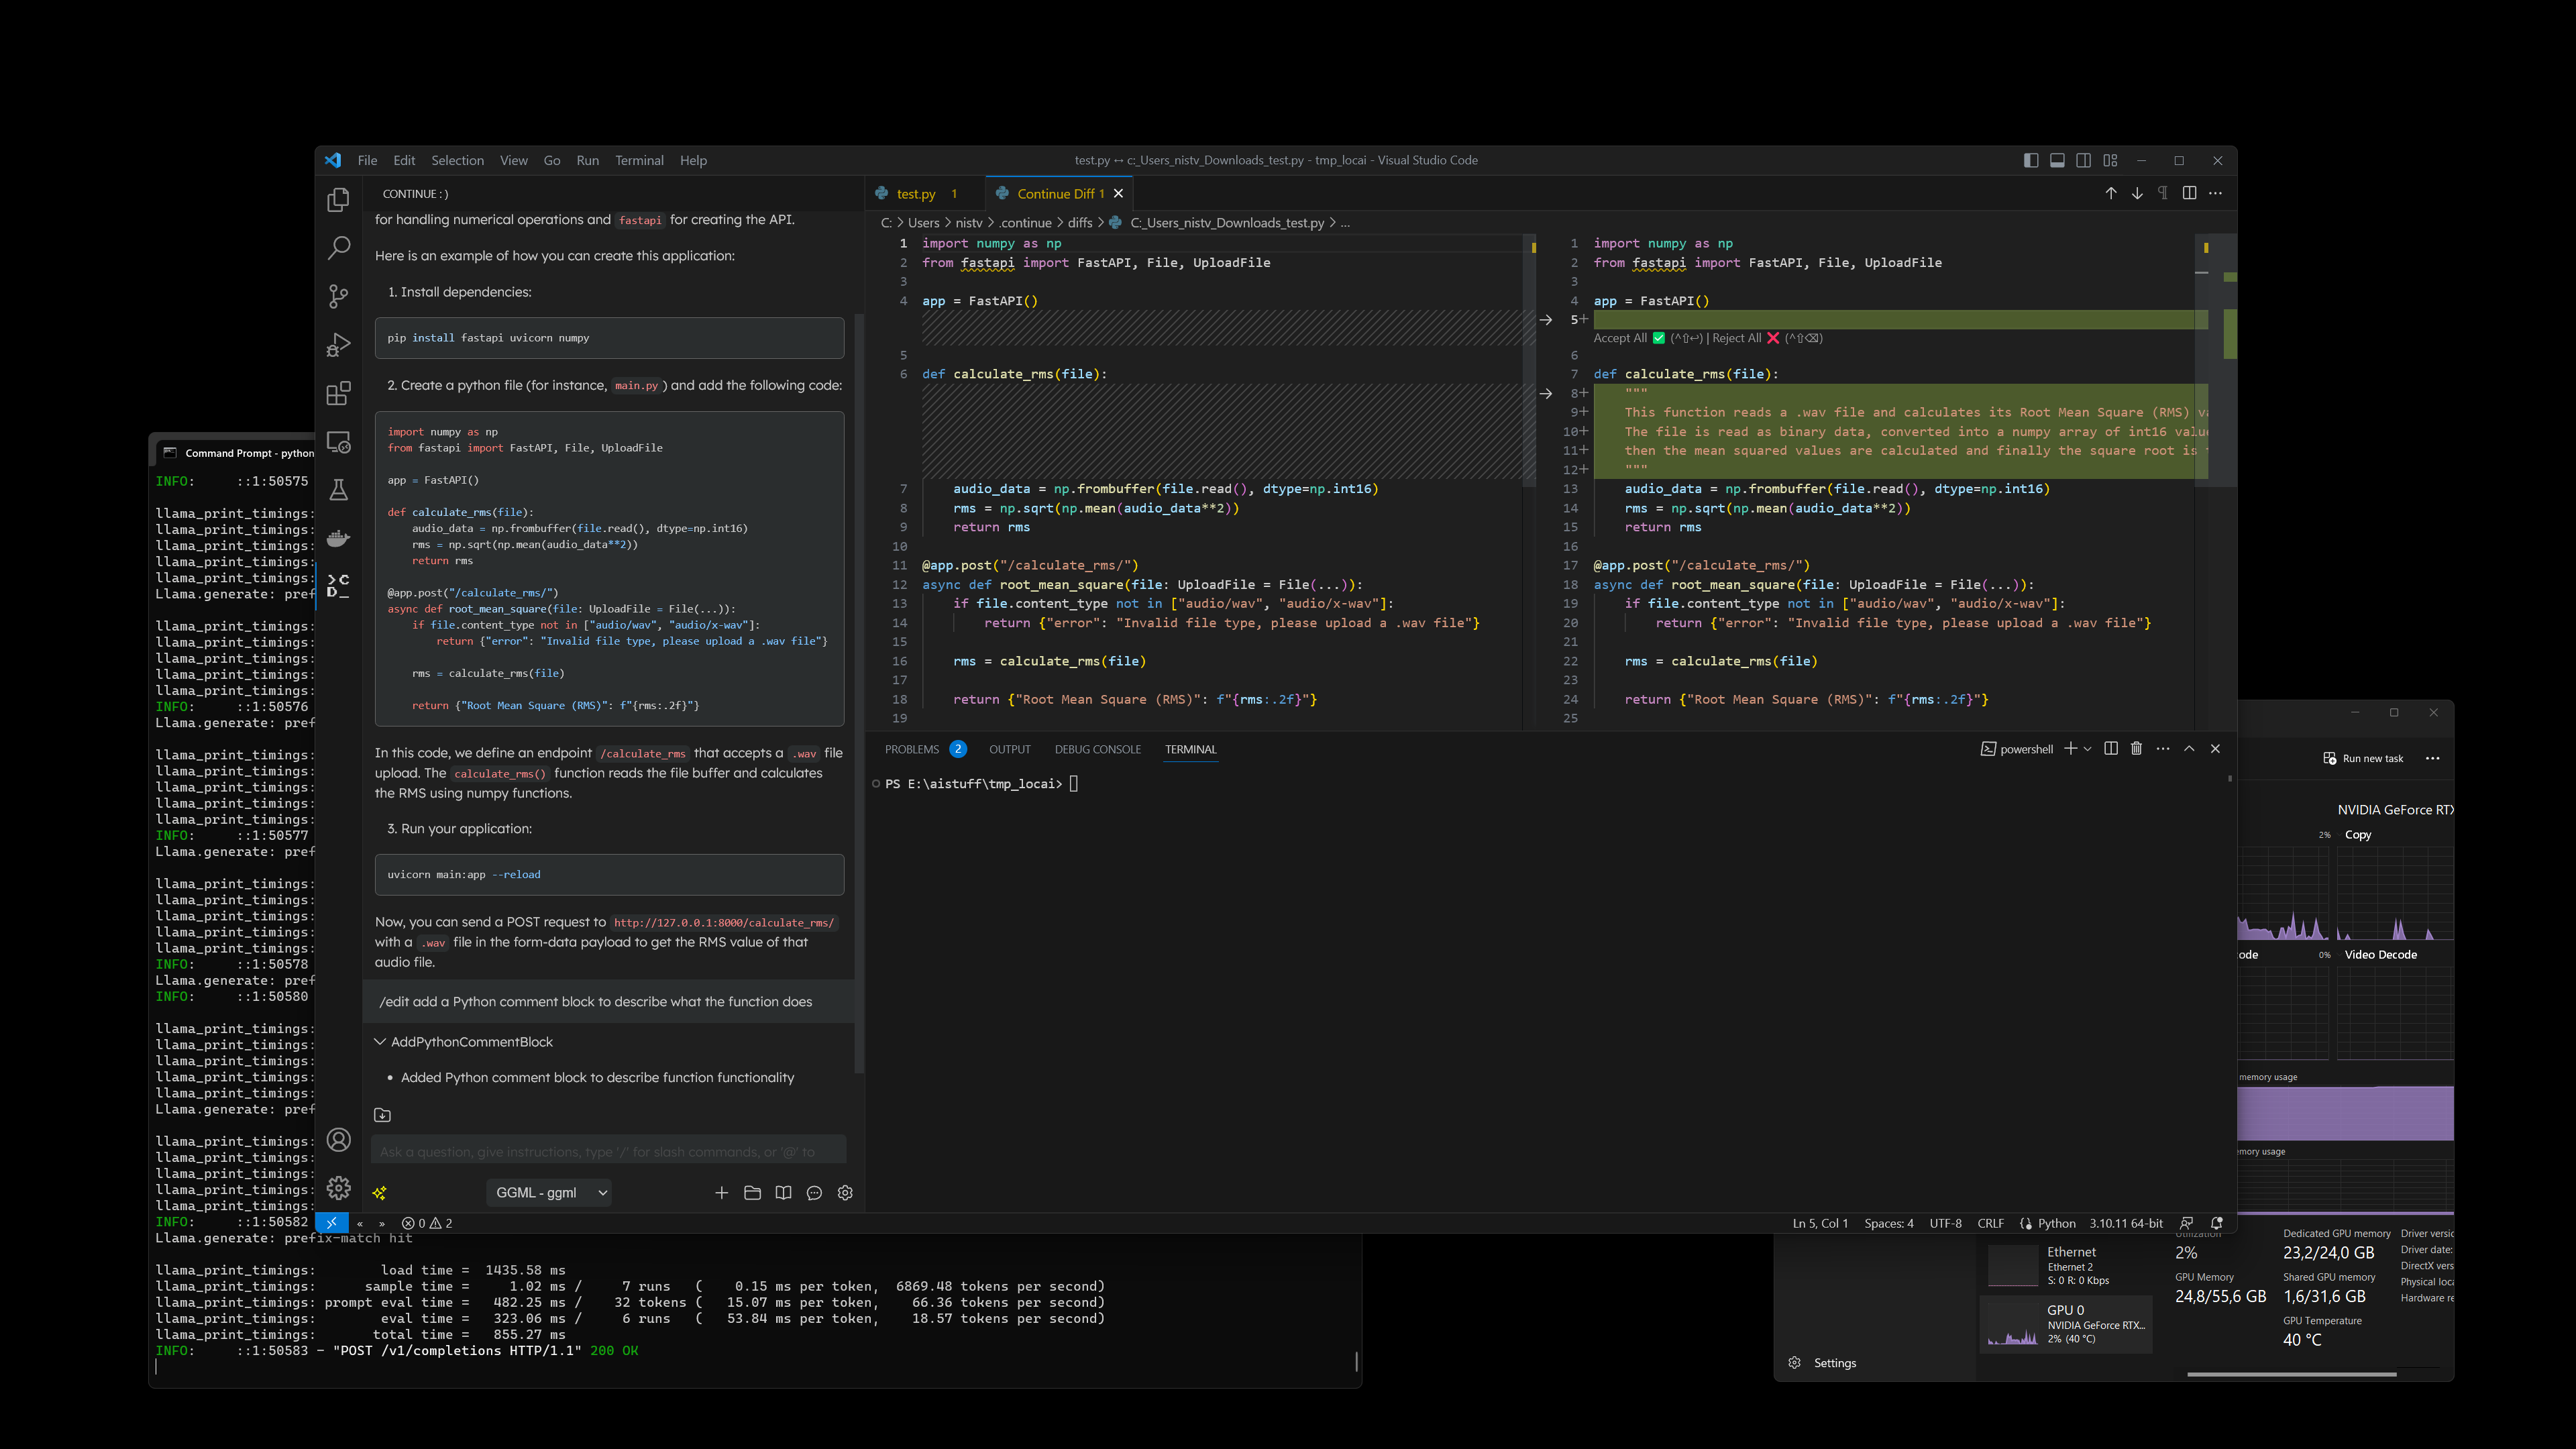 File Edit Selection View Go Run Terminal Help
test.py ↔ c:_Users_nistv_Downloads_test.py - tmp_locai - Visual Studio Code
CONTINUE : )
for handling numerical operations and fastapi for creating the API.
Here is an example of how you can create this application:
1. Install dependencies:
pip install fastapi uvicorn numpy
2. Create a python file (for instance, main.py ) and add the following code:
import numpy as np
from fastapi import FastAPI, File, UploadFile
app = FastAPI()
def calculate_rms(file):
audio_data = np.frombuffer(file.read(), dtype=np.int16)
rms = np.sqrt(np.mean(audio_data**2))
return rms
@app.post("/calculate_rms/")
async def root_mean_square(file: UploadFile = File(...)):
if file.content_type not in ["audio/wav", "audio/x-wav"]:
return {"error": "Invalid file type, please upload a .wav file"}
rms = calculate_rms(file)
return {"Root Mean Square (RMS)": f"{rms:.2f}"}
In this code, we define an endpoint /calculate_rms that accepts a .wav file
upload. The calculate_rms() function reads the file buffer and calculates
the RMS using numpy functions.
3. Run your application:
uvicorn main:app --reload
Now, you can send a POST request to http://127.0.0.1:8000/calculate_rms/
with a .wav file in the form-data payload to get the RMS value of that
audio file.
/edit add a Python comment block to describe what the function does
AddPythonCommentBlock
• Added Python comment block to describe function functionality
Ask a question, give instructions, type '/' for slash commands, or '@' to
GGML - ggml
test.py 1
Continue Diff 1
C: > Users > nistv > .continue > diffs > C:_Users_nistv_Downloads_test.py > ...
1 import numpy as np
2 from fastapi import FastAPI, File, UploadFile
3
4 app = FastAPI()
5
6 def calculate_rms(file):
7 audio_data = np.frombuffer(file.read(), dtype=np.int16)
8 rms = np.sqrt(np.mean(audio_data**2))
9 return rms
10
11 @app.post("/calculate_rms/")
12 async def root_mean_square(file: UploadFile = File(...)):
13 if file.content_type not in ["audio/wav", "audio/x-wav"]:
14 return {"error": "Invalid file type, please upload a .wav file"}
15
16 rms = calculate_rms(file)
17
18 return {"Root Mean Square (RMS)": f"{rms:.2f}"}
19
1 import numpy as np
2 from fastapi import FastAPI, File, UploadFile
3
4 app = FastAPI()
5+
Accept All ✅ (^⇧↩) | Reject All ❌ (^⇧⌫)
6
7 def calculate_rms(file):
8+ """
9+ This function reads a .wav file and calculates its Root Mean Square (RMS) va
10+ The file is read as binary data, converted into a numpy array of int16 value
11+ then the mean squared values are calculated and finally the square root is
12+ """
13 audio_data = np.frombuffer(file.read(), dtype=np.int16)
14 rms = np.sqrt(np.mean(audio_data**2))
15 return rms
16
17 @app.post("/calculate_rms/")
18 async def root_mean_square(file: UploadFile = File(...)):
19 if file.content_type not in ["audio/wav", "audio/x-wav"]:
20 return {"error": "Invalid file type, please upload a .wav file"}
21
22 rms = calculate_rms(file)
23
24 return {"Root Mean Square (RMS)": f"{rms:.2f}"}
25
PROBLEMS 2 OUTPUT DEBUG CONSOLE TERMINAL
powershell
PS E:\aistuff\tmp_locai>
0 2
Ln 5, Col 1 Spaces: 4 UTF-8 CRLF Python 3.10.11 64-bit
Command Prompt - python
INFO: ::1:50575
llama_print_timings:
llama_print_timings:
llama_print_timings:
llama_print_timings:
llama_print_timings:
Llama.generate: pref
llama_print_timings:
llama_print_timings:
llama_print_timings:
llama_print_timings:
llama_print_timings:
INFO: ::1:50576
Llama.generate: pref
llama_print_timings:
llama_print_timings:
llama_print_timings:
llama_print_timings:
llama_print_timings:
INFO: ::1:50577
Llama.generate: pref
llama_print_timings:
llama_print_timings:
llama_print_timings:
llama_print_timings:
llama_print_timings:
INFO: ::1:50578
Llama.generate: pref
INFO: ::1:50580
llama_print_timings:
llama_print_timings:
llama_print_timings:
llama_print_timings:
llama_print_timings:
Llama.generate: pref
llama_print_timings:
llama_print_timings:
llama_print_timings:
llama_print_timings:
llama_print_timings:
INFO: ::1:50582
Llama.generate: prefix-match hit
llama_print_timings: load time = 1435.58 ms
llama_print_timings: sample time = 1.02 ms / 7 runs ( 0.15 ms per token, 6869.48 tokens per second)
llama_print_timings: prompt eval time = 482.25 ms / 32 tokens ( 15.07 ms per token, 66.36 tokens per second)
llama_print_timings: eval time = 323.06 ms / 6 runs ( 53.84 ms per token, 18.57 tokens per second)
llama_print_timings: total time = 855.27 ms
INFO: ::1:50583 - "POST /v1/completions HTTP/1.1" 200 OK
Run new task
NVIDIA GeForce RTX
2% Copy
ode 0% Video Decode
memory usage
mory usage
Ethernet
Ethernet 2
S: 0 R: 0 Kbps
GPU 0
NVIDIA GeForce RTX...
2% (40 °C)
Settings
Utilization
2%
GPU Memory
24,8/55,6 GB
Dedicated GPU memory
23,2/24,0 GB
Shared GPU memory
1,6/31,6 GB
GPU Temperature
40 °C
Driver versio
Driver date:
DirectX vers
Physical loca
Hardware re